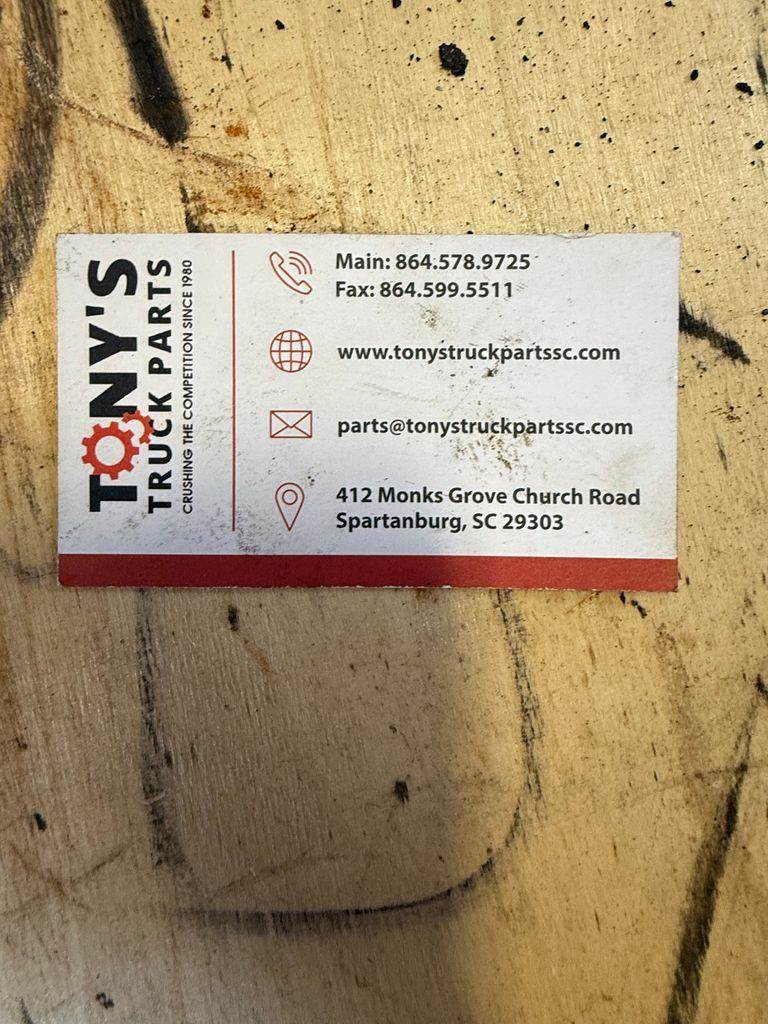 TONY'S
TRUCK PARTS
CRUSHING THE COMPETITION SINCE 1980
Main: 864.578.9725
Fax: 864.599.5511
www.tonystruckpartssc.com
parts@tonystruckpartssc.com
412 Monks Grove Church Road
Spartanburg, SC 29303